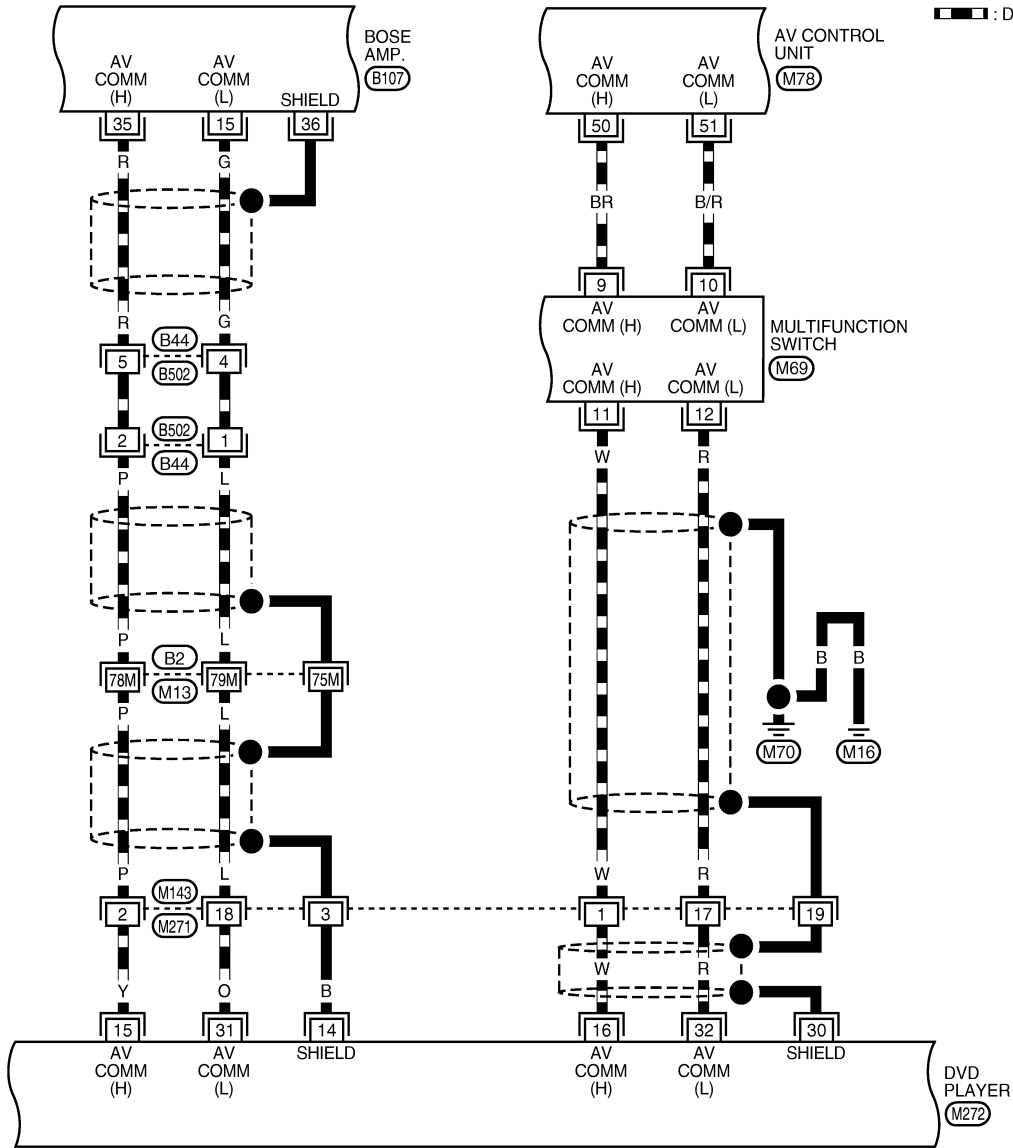 : D
BOSE
AMP.
B107
AV
COMM
(H)
AV
COMM
(L)
SHIELD
35
15
36
R
G
R
G
B44
5
4
B502
B502
2
1
B44
P
L
P
L
B2
78M
79M
75M
M13
P
L
P
L
M143
2
18
3
M271
Y
O
B
15
31
14
AV
COMM
(H)
AV
COMM
(L)
SHIELD
AV CONTROL
UNIT
M78
AV
COMM
(H)
AV
COMM
(L)
50
51
BR
B/R
9
10
AV
COMM (H)
AV
COMM (L)
MULTIFUNCTION
SWITCH
M69
AV
COMM (H)
AV
COMM (L)
11
12
W
R
B
B
M70
M16
W
R
1
17
19
W
R
16
32
30
AV
COMM
(H)
AV
COMM
(L)
SHIELD
DVD
PLAYER
M272